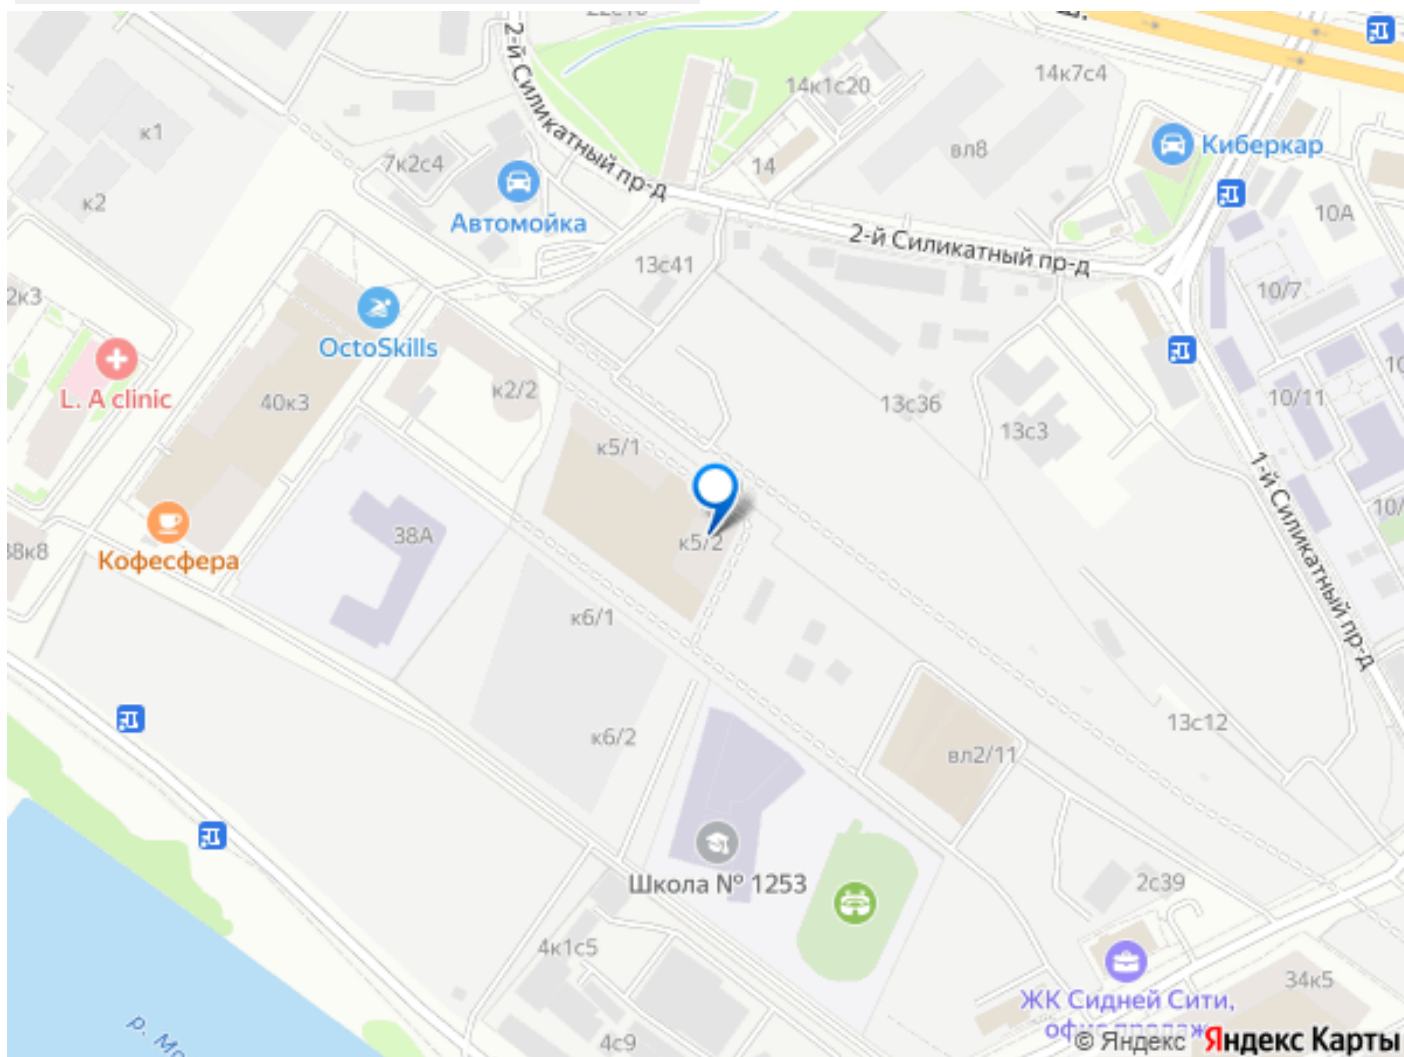 2-й Силикатный пр-д
14к1с20
14к7с4
к1
7к2с4
14
вл8
Киберкар
к2
Автомойка
10А
2-й Силикатный пр-д
13с41
10/7
2к3
OctoSkills
L. A clinic
к2/2
40к3
13с36
10/11
13с3
к5/1
1-й Силикатный пр-д
38А
к5/2
Кофесфера
к6/1
13с12
к6/2
вл2/11
Школа № 1253
2с39
4к1с5
34к5
ЖК Сидней Сити,
офис продаж
4с9
© Яндекс Яндекс Карты